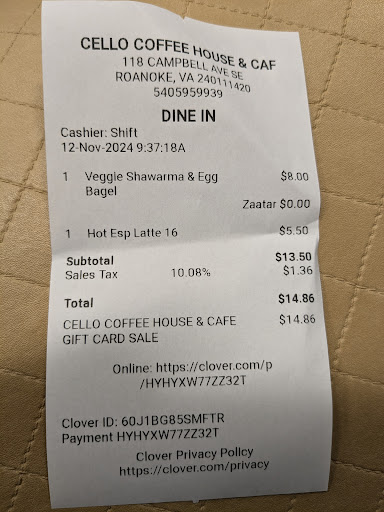 CELLO COFFEE HOUSE & CAF
118 CAMPBELL AVE SE
ROANOKE, VA 240111420
5405959939
DINE IN
Cashier: Shift
12-Nov-2024 9:37:18A
1 Veggie Shawarma & Egg $8.00
Bagel
Zaatar $0.00
1 Hot Esp Latte 16 $5.50
Subtotal $13.50
Sales Tax 10.08% $1.36
Total $14.86
CELLO COFFEE HOUSE & CAFE $14.86
GIFT CARD SALE
Online: https://clover.com/p
/HYHYXW77ZZ32T
Clover ID: 60J1BG85SMFTR
Payment HYHYXW77ZZ32T
Clover Privacy Policy
https://clover.com/privacy